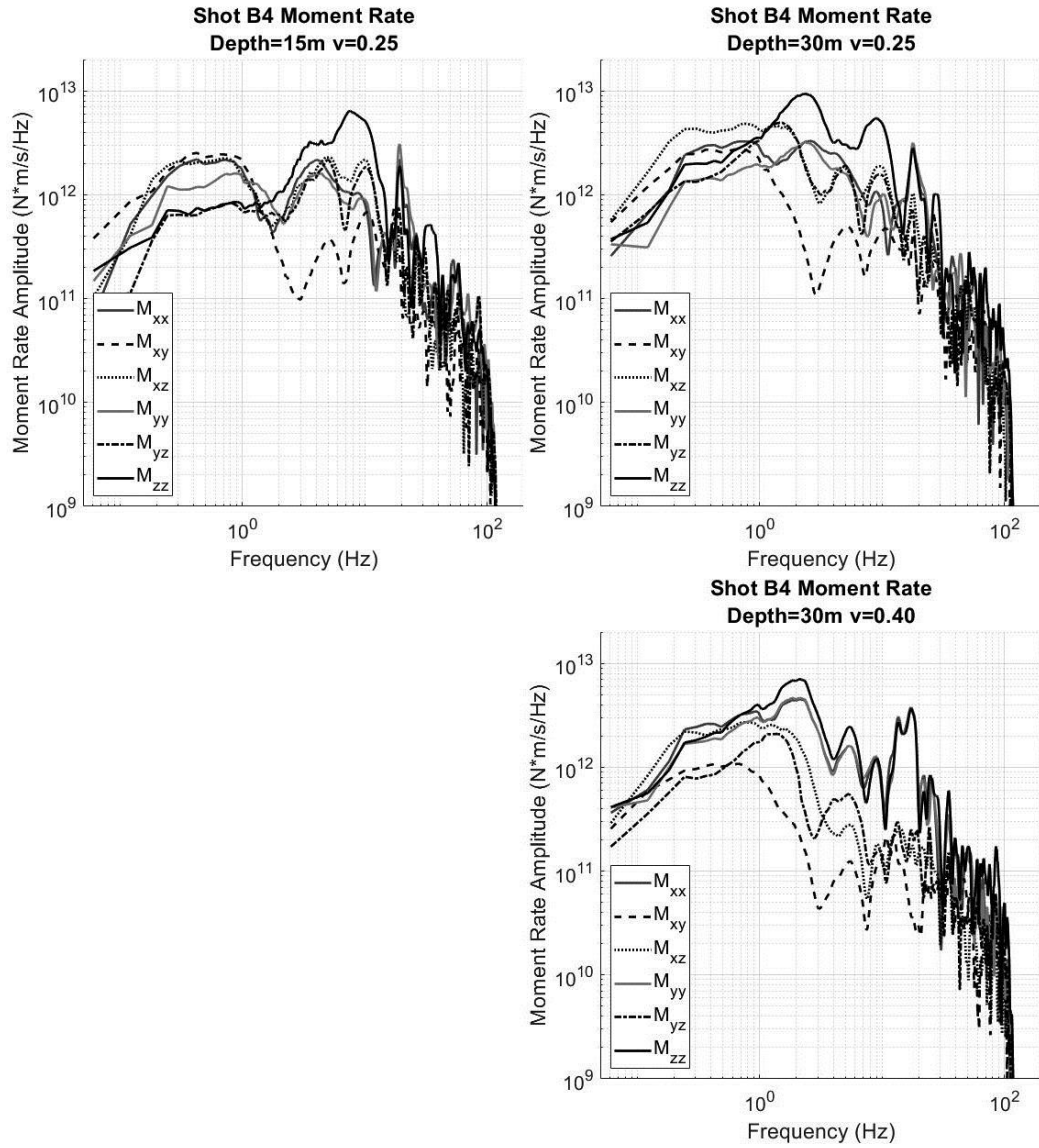 Shot B4 Moment Rate
Depth=15m v=0.25
Moment Rate Amplitude (N*m/s/Hz)
10^13
10^12
10^11
10^10
10^9
M_xx
M_xy
M_xz
M_yy
M_yz
M_zz
10^0
10^2
Frequency (Hz)
Shot B4 Moment Rate
Depth=30m v=0.25
Moment Rate Amplitude (N*m/s/Hz)
10^13
10^12
10^11
10^10
10^9
M_xx
M_xy
M_xz
M_yy
M_yz
M_zz
10^0
10^2
Frequency (Hz)
Shot B4 Moment Rate
Depth=30m v=0.40
Moment Rate Amplitude (N*m/s/Hz)
10^13
10^12
10^11
10^10
10^9
M_xx
M_xy
M_xz
M_yy
M_yz
M_zz
10^0
10^2
Frequency (Hz)